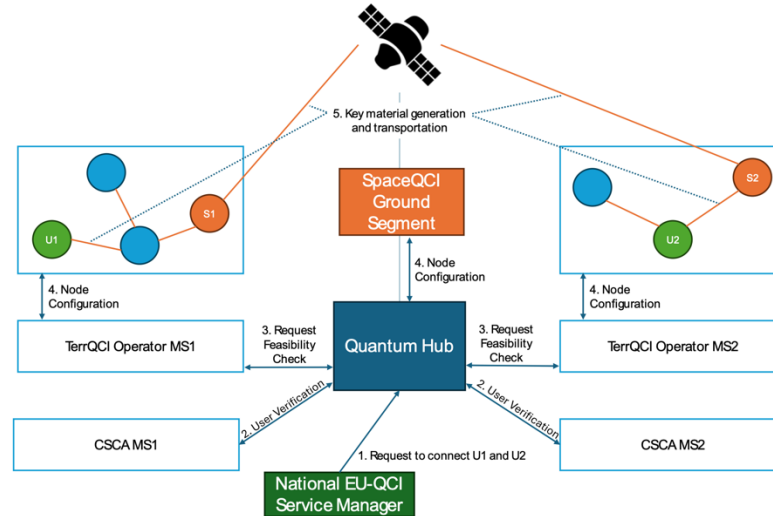 5. Key material generation
and transportation
S1
S2
U1
U2
SpaceQCI
Ground
Segment
4. Node
Configuration
4. Node
Configuration
4. Node
Configuration
TerrQCI Operator MS1
3. Request
Feasibility
Check
Quantum Hub
3. Request
Feasibility
Check
TerrQCI Operator MS2
2. User Verification
2. User Verification
CSCA MS1
CSCA MS2
1. Request to connect U1 and U2
National EU-QCI
Service Manager